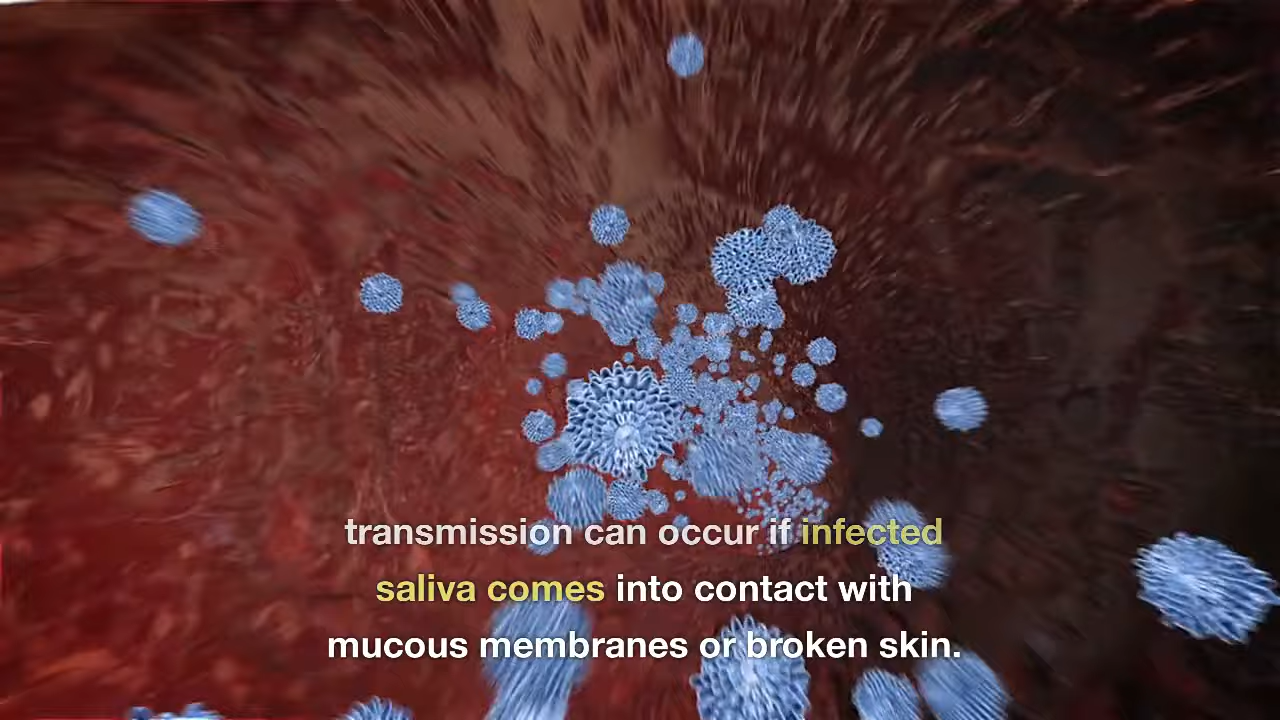 transmission can occur if infected
saliva comes into contact with
mucous membranes or broken skin.